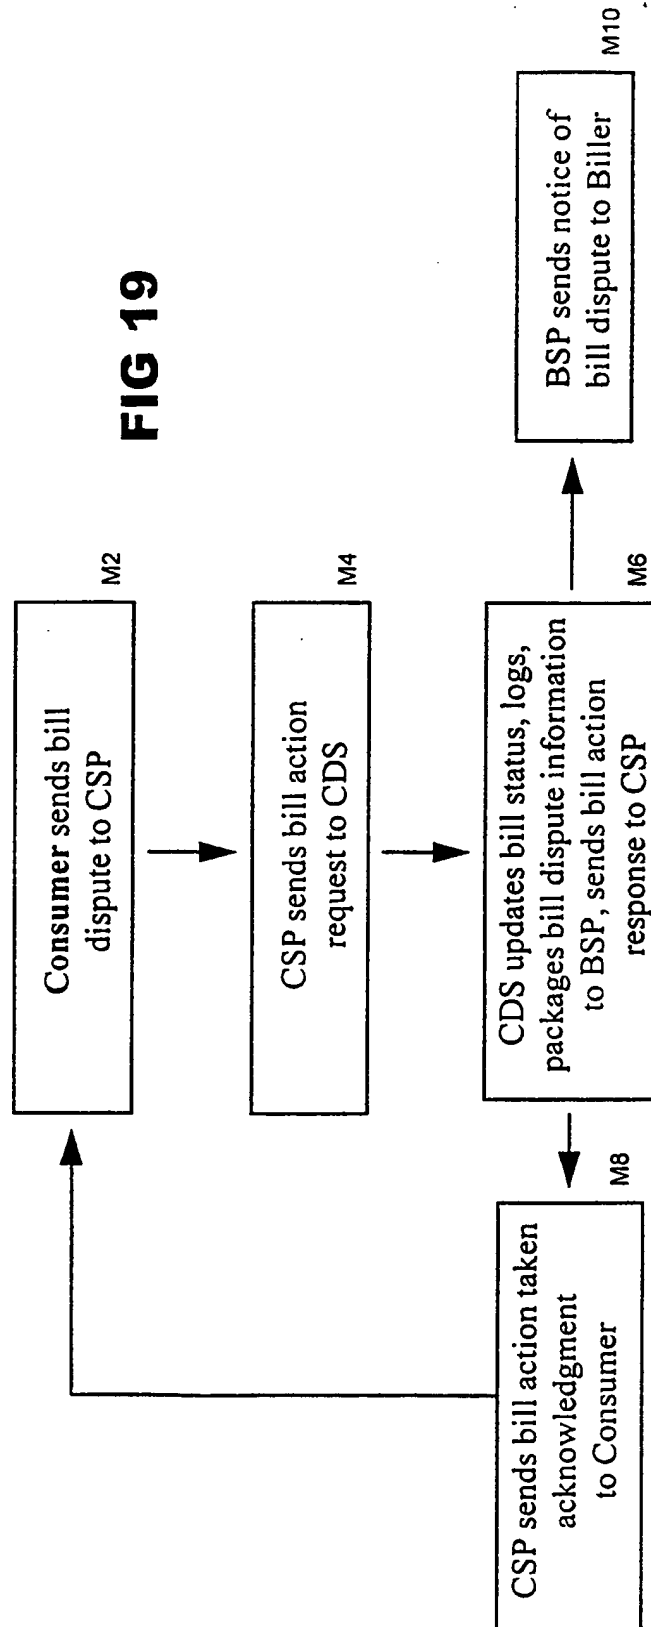 FIG 19
Consumer sends bill
dispute to CSP
M2
CSP sends bill action
request to CDS
M4
CDS updates bill status, logs,
packages bill dispute information
to BSP, sends bill action
response to CSP
M6
CSP sends bill action taken
acknowledgment
to Consumer
M8
BSP sends notice of
bill dispute to Biller
M10